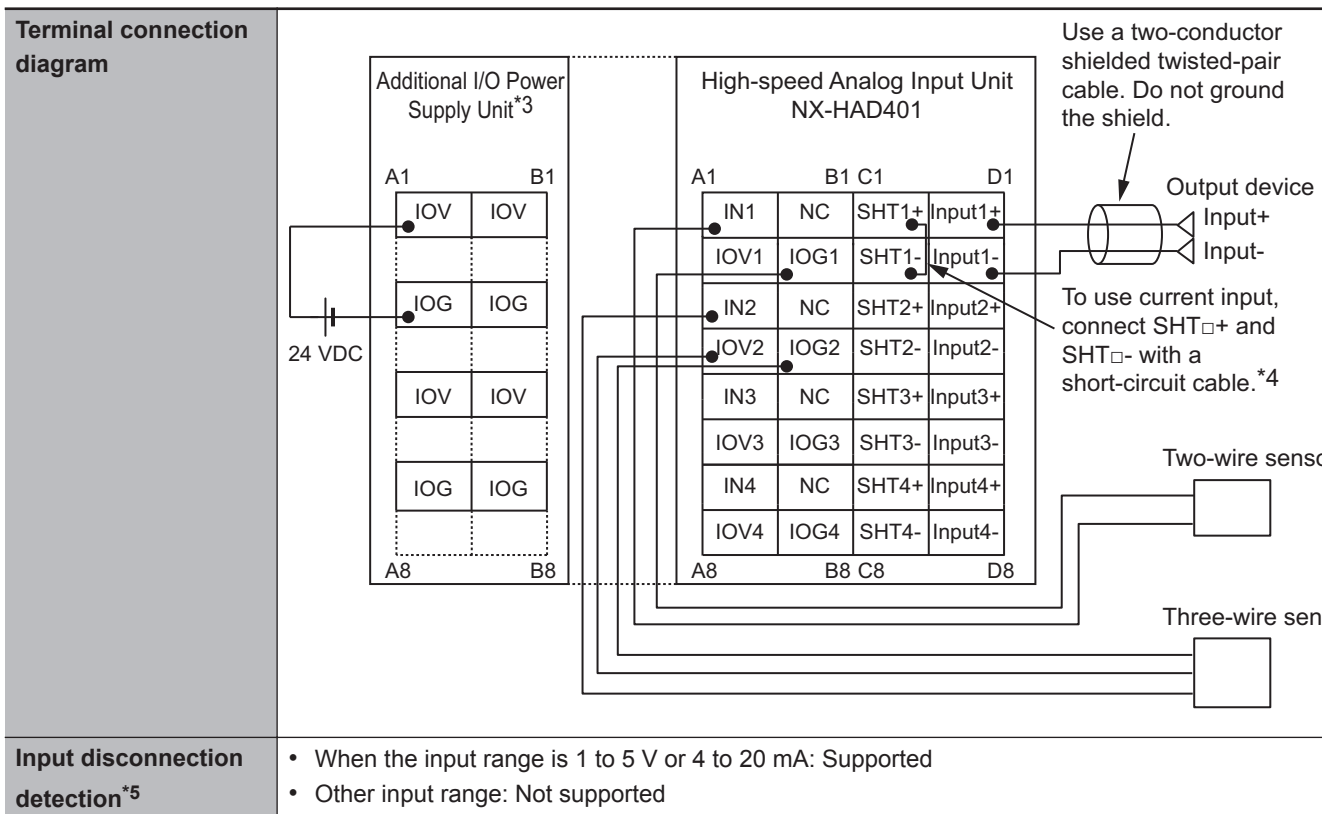 Terminal connection
diagram
Additional I/O Power
Supply Unit*3
High-speed Analog Input Unit
NX-HAD401
Use a two-conductor
shielded twisted-pair
cable. Do not ground
the shield.
A1 B1
A1 B1 C1 D1
Output device
Input+
Input-
IOV IOV
IOG IOG
IOV IOV
IOG IOG
24 VDC
A8 B8
IN1 NC SHT1+ Input1+
IOV1 IOG1 SHT1- Input1-
IN2 NC SHT2+ Input2+
IOV2 IOG2 SHT2- Input2-
IN3 NC SHT3+ Input3+
IOV3 IOG3 SHT3- Input3-
IN4 NC SHT4+ Input4+
IOV4 IOG4 SHT4- Input4-
A8 B8 C8 D8
To use current input,
connect SHT□+ and
SHT□- with a
short-circuit cable.*4
Two-wire senso
Three-wire sen
Input disconnection
detection*5
• When the input range is 1 to 5 V or 4 to 20 mA: Supported
• Other input range: Not supported